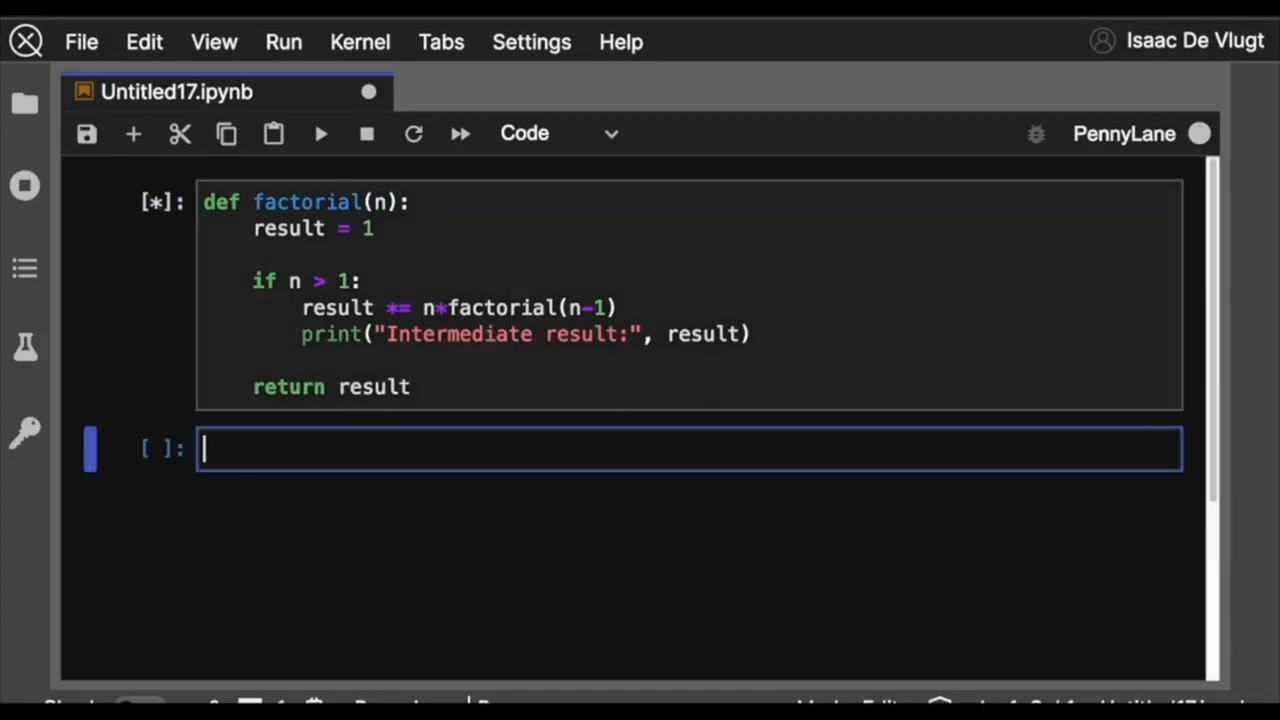 File Edit View Run Kernel Tabs Settings Help Isaac De Vlugt
Untitled17.ipynb
Code PennyLane
[*]: def factorial(n):
    result = 1
    if n > 1:
        result *= n*factorial(n-1)
        print("Intermediate result:", result)
    return result
[ ]: